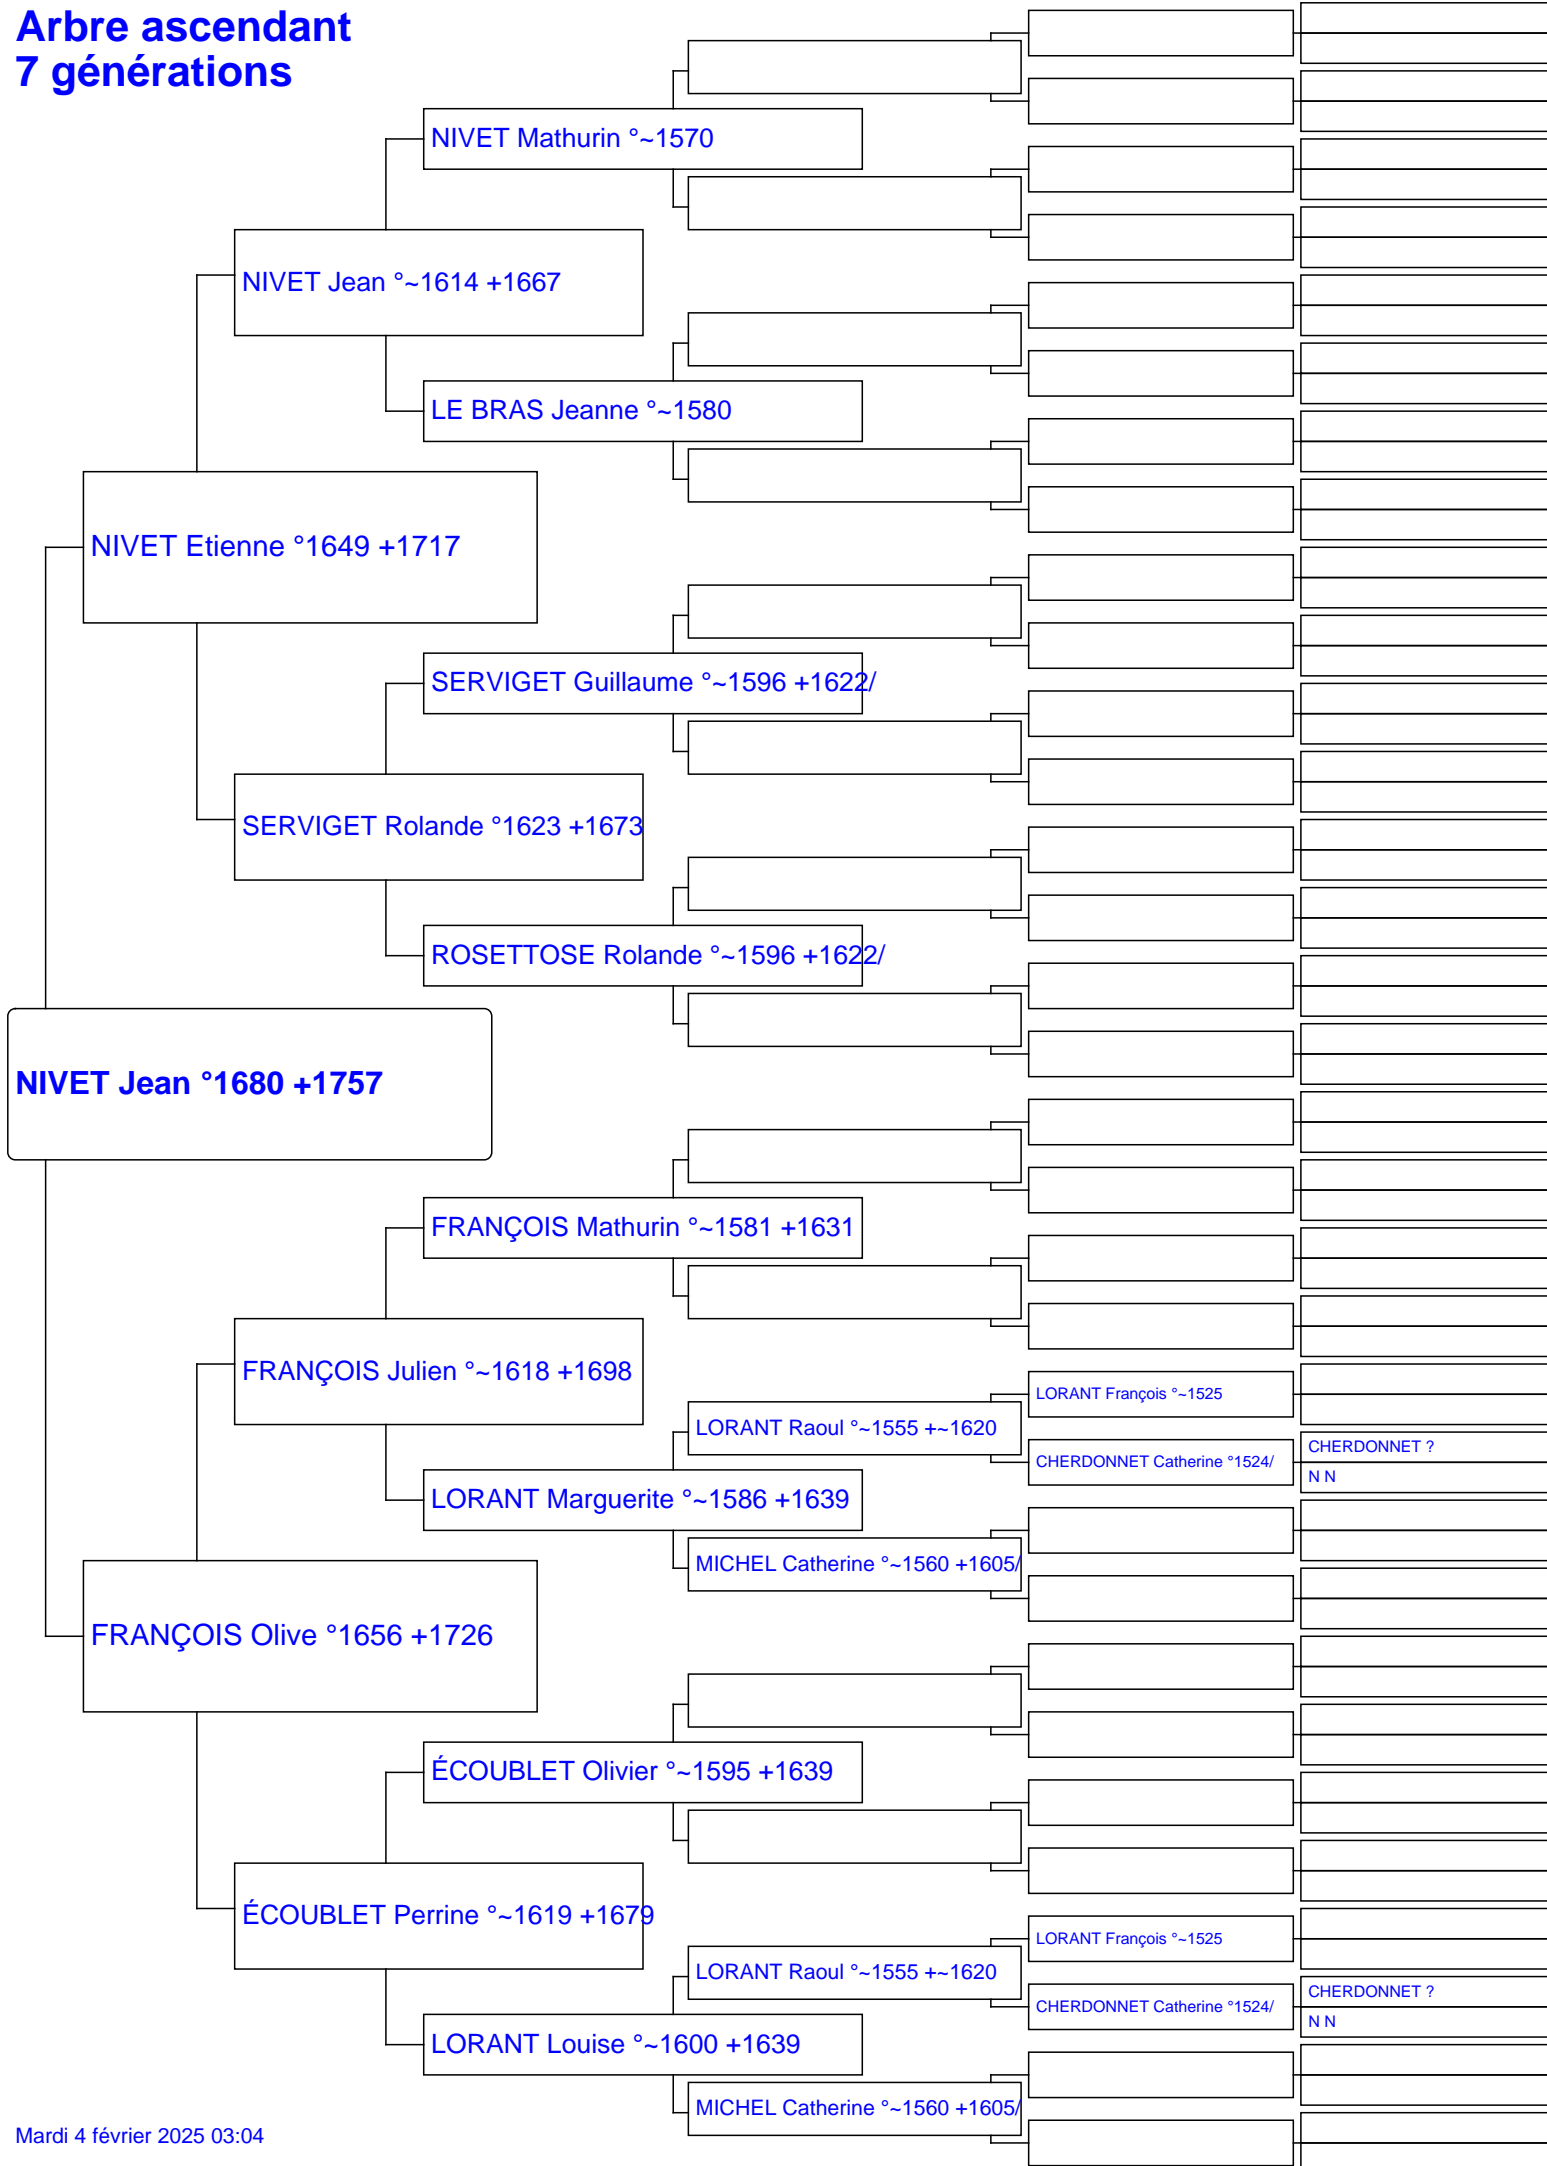 Arbre ascendant
7 générations
NIVET Mathurin °~1570
NIVET Jean °~1614 +1667
LE BRAS Jeanne °~1580
NIVET Etienne °1649 +1717
SERVIGET Guillaume °~1596 +1622/
SERVIGET Rolande °1623 +1673
ROSETTOSE Rolande °~1596 +1622/
NIVET Jean °1680 +1757
FRANÇOIS Mathurin °~1581 +1631
FRANÇOIS Julien °~1618 +1698
LORANT François °~1525
LORANT Raoul °~1555 +~1620
CHERDONNET ?
CHERDONNET Catherine °1524/
N N
LORANT Marguerite °~1586 +1639
MICHEL Catherine °~1560 +1605/
FRANÇOIS Olive °1656 +1726
ÉCOUBLET Olivier °~1595 +1639
ÉCOUBLET Perrine °~1619 +1679
LORANT François °~1525
LORANT Raoul °~1555 +~1620
CHERDONNET ?
CHERDONNET Catherine °1524/
N N
LORANT Louise °~1600 +1639
MICHEL Catherine °~1560 +1605/
Mardi 4 février 2025 03:04